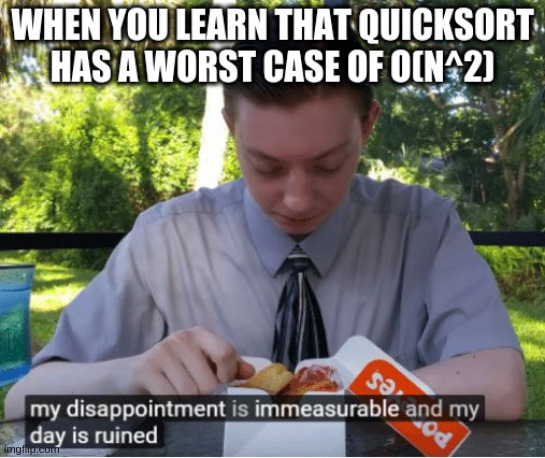 WHEN YOU LEARN THAT QUICKSORT
HAS A WORST CASE OF O(N^2)
my disappointment is immeasurable and my
day is ruined
imgflip.com